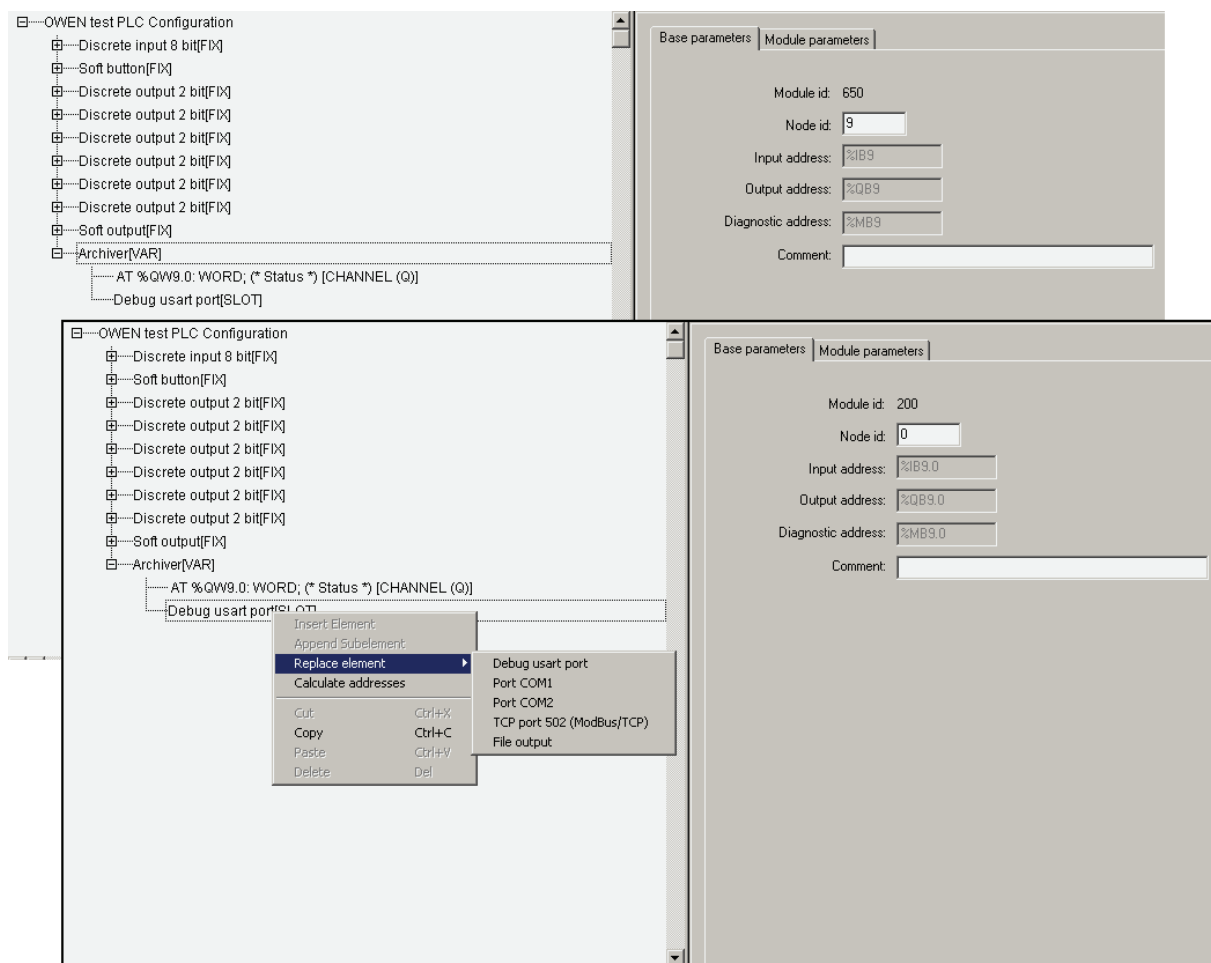 OWEN test PLC Configuration
Discrete input 8 bit[FIX]
Soft button[FIX]
Discrete output 2 bit[FIX]
Discrete output 2 bit[FIX]
Discrete output 2 bit[FIX]
Discrete output 2 bit[FIX]
Discrete output 2 bit[FIX]
Discrete output 2 bit[FIX]
Soft output[FIX]
Archiver[VAR]
AT %QW9.0: WORD; (* Status *) [CHANNEL (Q)]
Debug usart port[SLOT]
Base parameters Module parameters
Module id: 650
Node id: 9
Input address: %IB9
Output address: %QB9
Diagnostic address: %MB9
Comment:
OWEN test PLC Configuration
Discrete input 8 bit[FIX]
Soft button[FIX]
Discrete output 2 bit[FIX]
Discrete output 2 bit[FIX]
Discrete output 2 bit[FIX]
Discrete output 2 bit[FIX]
Discrete output 2 bit[FIX]
Discrete output 2 bit[FIX]
Soft output[FIX]
Archiver[VAR]
AT %QW9.0: WORD; (* Status *) [CHANNEL (Q)]
Debug usart port[SLOT]
Insert Element
Append Subelement
Replace element
Calculate addresses
Cut Ctrl+X
Copy Ctrl+C
Paste Ctrl+V
Delete Del
Debug usart port
Port COM1
Port COM2
TCP port 502 (ModBus/TCP)
File output
Base parameters Module parameters
Module id: 200
Node id: 0
Input address: %IB9.0
Output address: %QB9.0
Diagnostic address: %MB9.0
Comment: